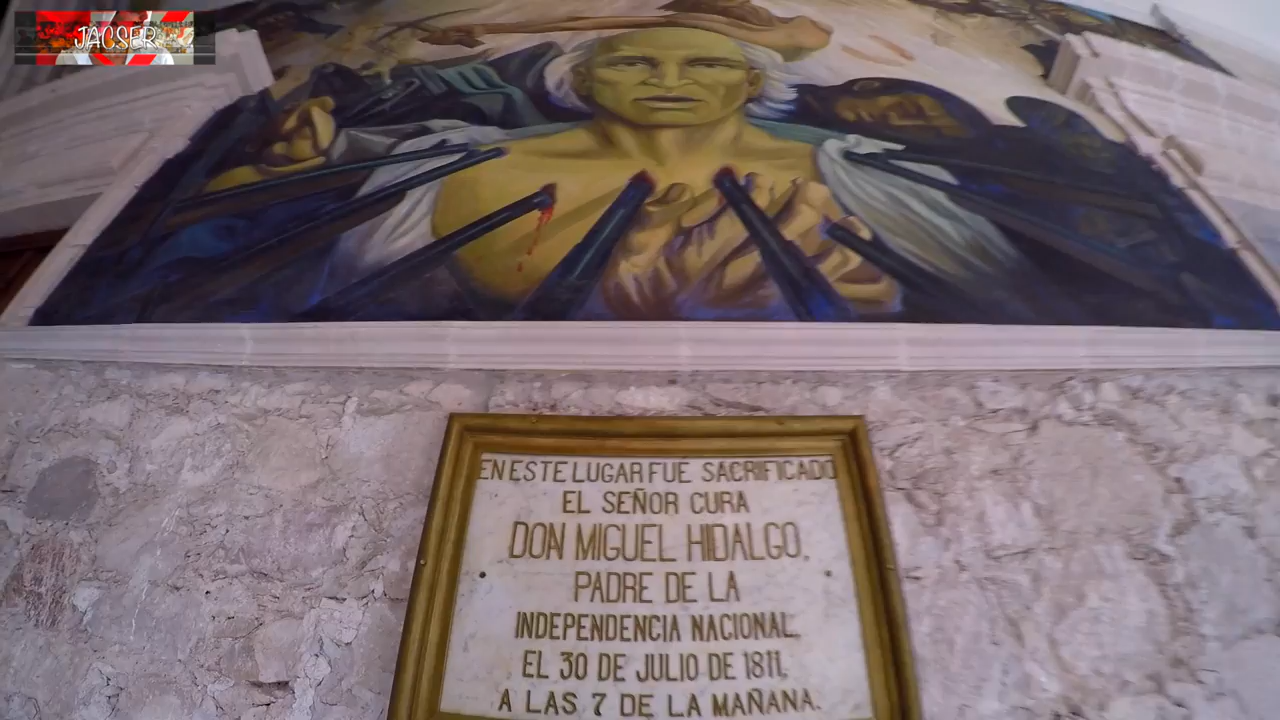 JACSER
EN ESTE LUGAR FUÉ SACRIFICADO
EL SEÑOR CURA
DON MIGUEL HIDALGO.
PADRE DE LA
INDEPENDENCIA NACIONAL.
EL 30 DE JULIO DE 1811,
A LAS 7 DE LA MAÑANA.